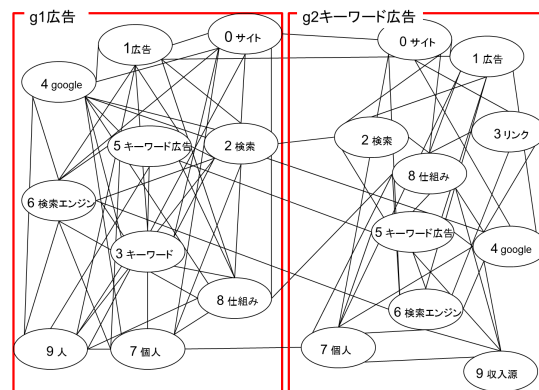 g1広告
0 サイト
1広告
4 google
5 キーワード広告
2 検索
6 検索エンジン
3 キーワード
8 仕組み
9 人
7 個人
g2キーワード広告
0 サイト
1 広告
3 リンク
2 検索
8 仕組み
5 キーワード広告
4 google
6 検索エンジン
7 個人
9 収入源